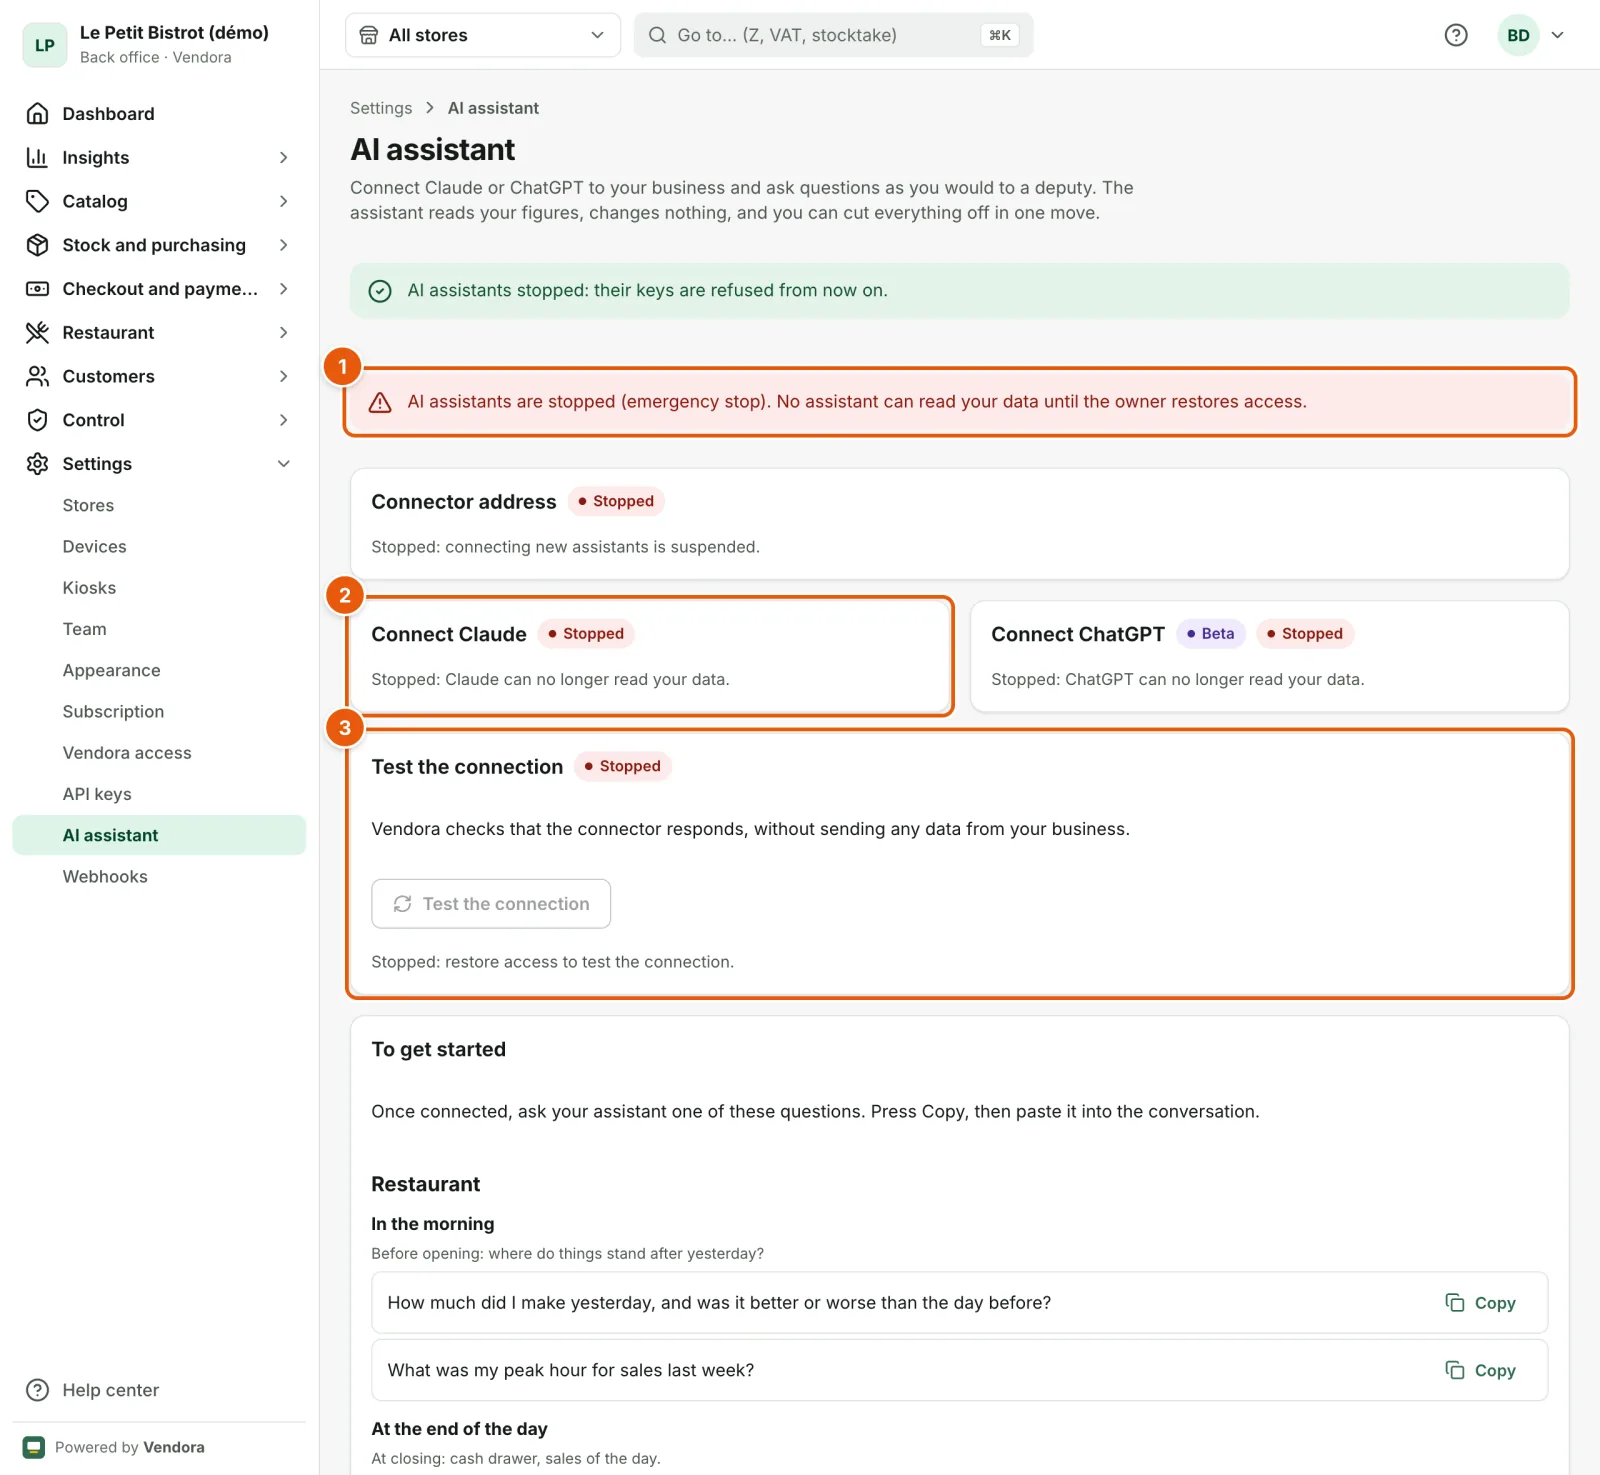 LP
Le Petit Bistrot (démo)
Back office · Vendora
All stores
Go to... (Z, VAT, stocktake)
⌘K
BD
Dashboard
Insights
Catalog
Stock and purchasing
Checkout and payme...
Restaurant
Customers
Control
Settings
Stores
Devices
Kiosks
Team
Appearance
Subscription
Vendora access
API keys
AI assistant
Webhooks
Help center
Powered by Vendora
Settings > AI assistant
AI assistant
Connect Claude or ChatGPT to your business and ask questions as you would to a deputy. The
assistant reads your figures, changes nothing, and you can cut everything off in one move.
AI assistants stopped: their keys are refused from now on.
1
AI assistants are stopped (emergency stop). No assistant can read your data until the owner restores access.
Connector address
Stopped
Stopped: connecting new assistants is suspended.
2
Connect Claude
Stopped
Stopped: Claude can no longer read your data.
Connect ChatGPT
Beta
Stopped
Stopped: ChatGPT can no longer read your data.
3
Test the connection
Stopped
Vendora checks that the connector responds, without sending any data from your business.
Test the connection
Stopped: restore access to test the connection.
To get started
Once connected, ask your assistant one of these questions. Press Copy, then paste it into the conversation.
Restaurant
In the morning
Before opening: where do things stand after yesterday?
How much did I make yesterday, and was it better or worse than the day before?
Copy
What was my peak hour for sales last week?
Copy
At the end of the day
At closing: cash drawer, sales of the day.